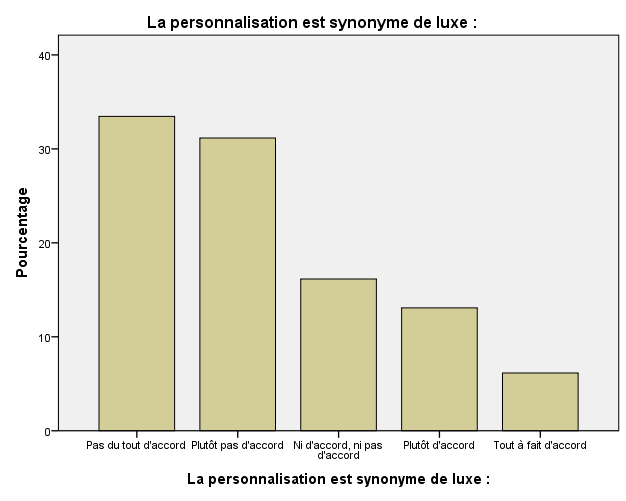 La personnalisation est synonyme de luxe :
Pourcentage
40
30
20
10
0
Pas du tout d'accord
Plutôt pas d'accord
Ni d'accord, ni pas
d'accord
Plutôt d'accord
Tout à fait d'accord
La personnalisation est synonyme de luxe :